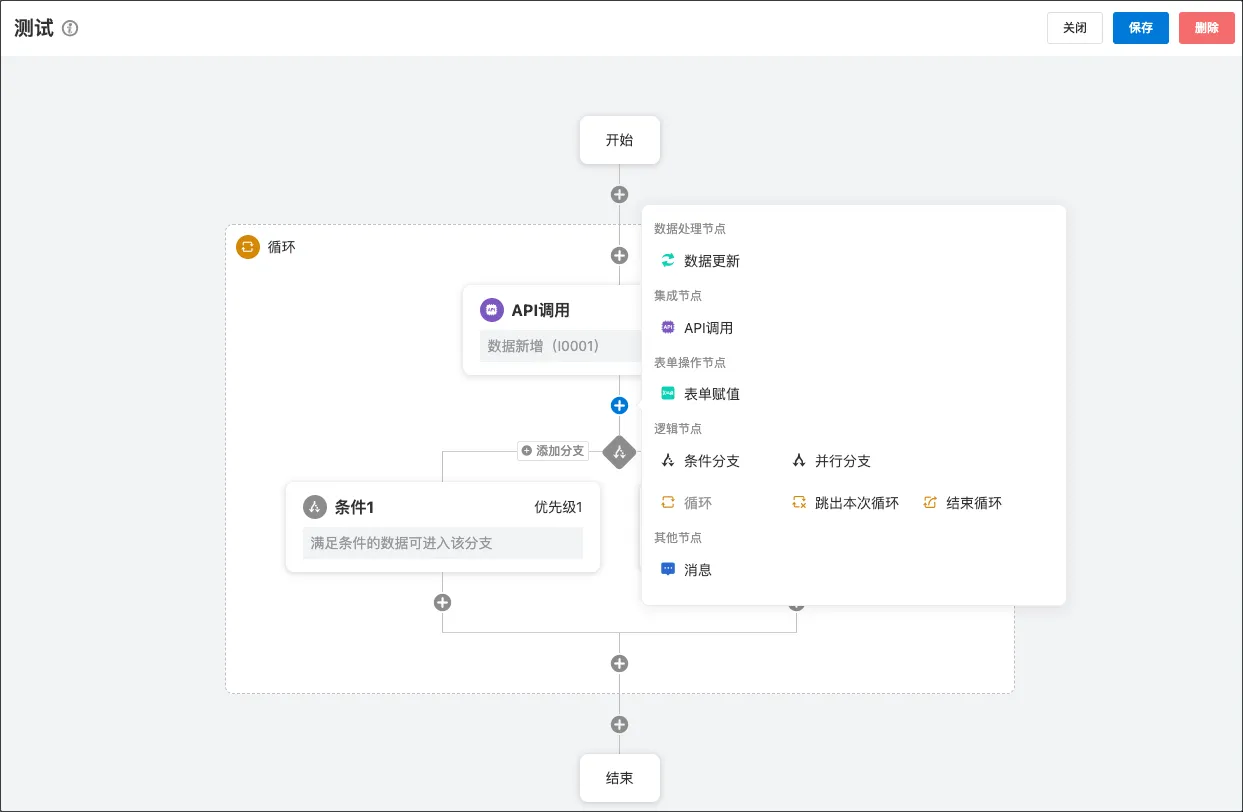 测试
关闭
保存
删除
开始
循环
API调用
数据新增（I0001）
添加分支
条件1
优先级1
满足条件的数据可进入该分支
结束
数据处理节点
数据更新
集成节点
API调用
表单操作节点
表单赋值
逻辑节点
条件分支
并行分支
循环
跳出本次循环
结束循环
其他节点
消息